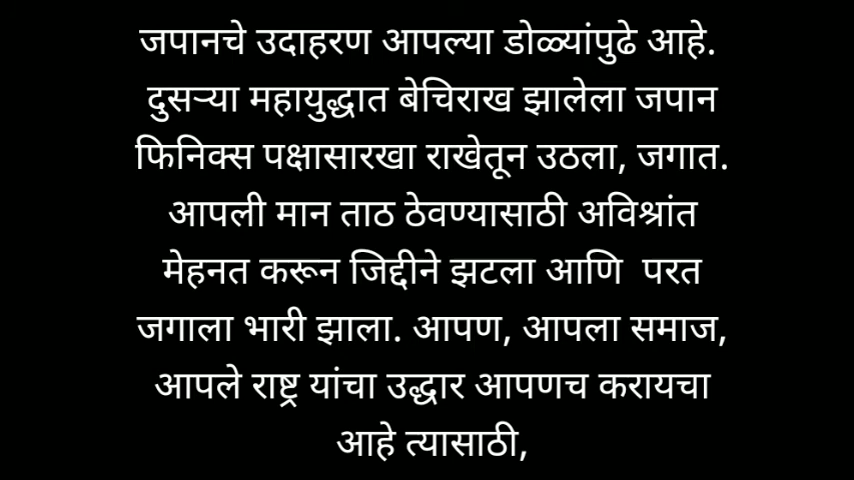 जपानचे उदाहरण आपल्या डोळ्यांपुढे आहे.
दुसऱ्या महायुद्धात बेचिराख झालेला जपान
फिनिक्स पक्षासारखा राखेतून उठला, जगात.
आपली मान ताठ ठेवण्यासाठी अविश्रांत
मेहनत करून जिद्दीने झटला आणि  परत
जगाला भारी झाला. आपण, आपला समाज,
आपले राष्ट्र यांचा उद्धार आपणच करायचा
आहे त्यासाठी,